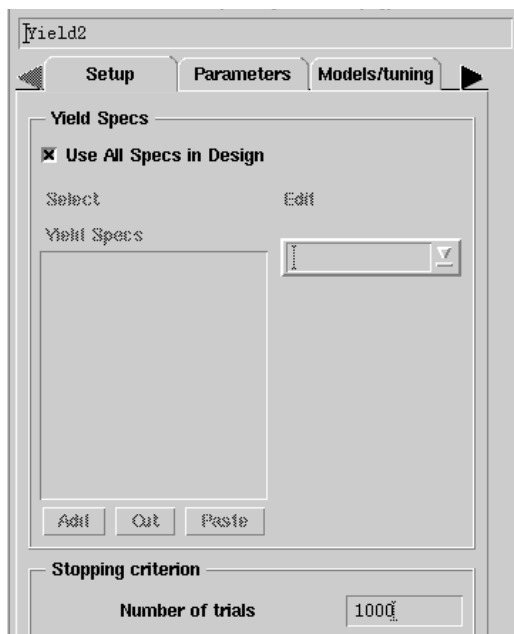 Yield2
Setup Parameters Models/tuning
Yield Specs
Use All Specs in Design
Select Edit
Yield Specs
Add Cut Paste
Stopping criterion
Number of trials 1000